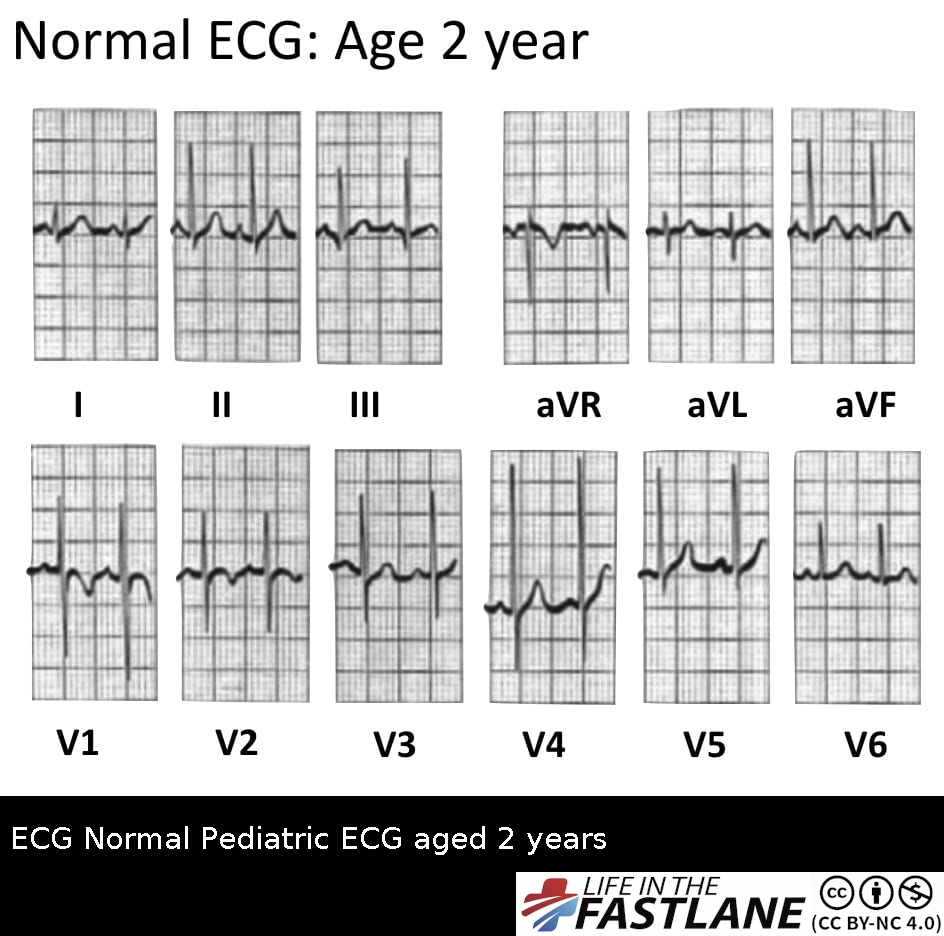 Normal ECG: Age 2 year
I II III aVR aVL aVF
V1 V2 V3 V4 V5 V6
ECG Normal Pediatric ECG aged 2 years
LIFE IN THE
FASTLANE
cc $
(CC BY-NC 4.0)